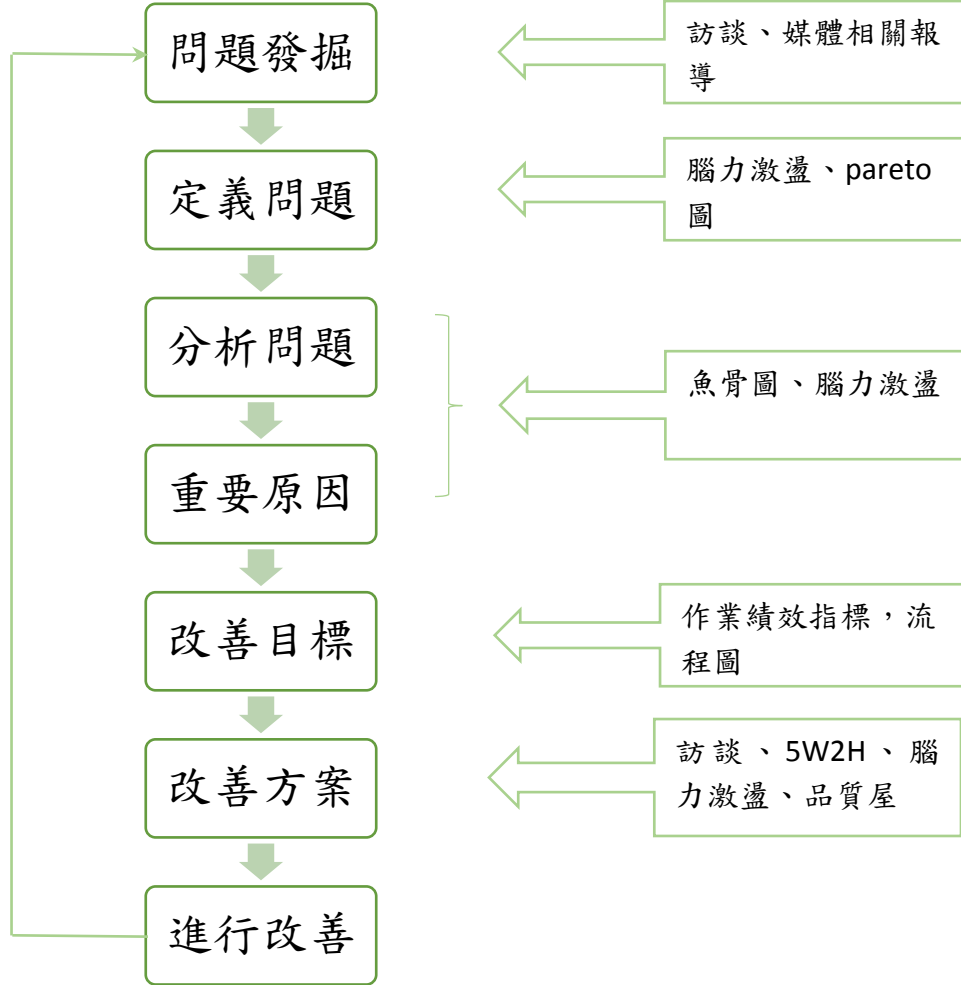 問題發掘
訪談、媒體相關報
導
定義問題
腦力激盪、pareto
圖
分析問題
魚骨圖、腦力激盪
重要原因
改善目標
作業績效指標，流
程圖
改善方案
訪談、5W2H、腦
力激盪、品質屋
進行改善